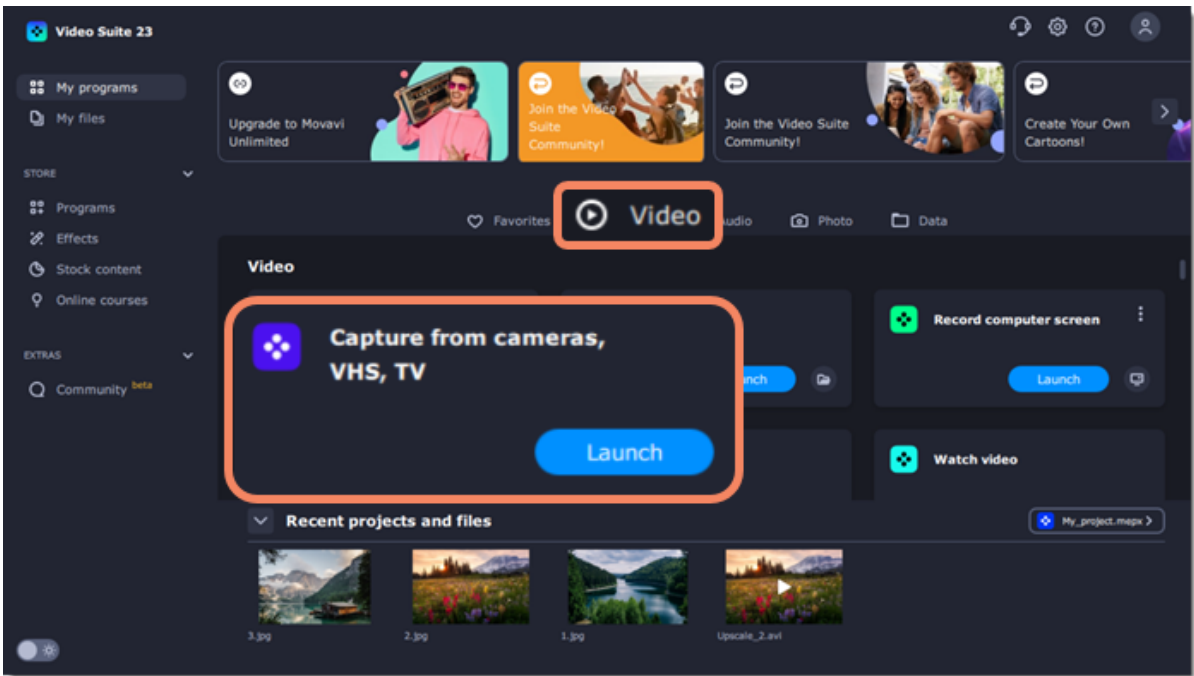 Video Suite 23
My programs
My files
STORE
Programs
Effects
Stock content
Online courses
EXTRAS
Community beta
Upgrade to Movavi
Unlimited
Join the Video
Suite
Community!
Join the Video Suite
Community!
Create Your Own
Cartoons!
Favorites
Video
udio
Photo
Data
Video
Capture from cameras,
VHS, TV
Launch
nch
Record computer screen
Launch
Watch video
Recent projects and files
My_project.mepx
3.jpg
2.jpg
1.jpg
Upscale_2.avi